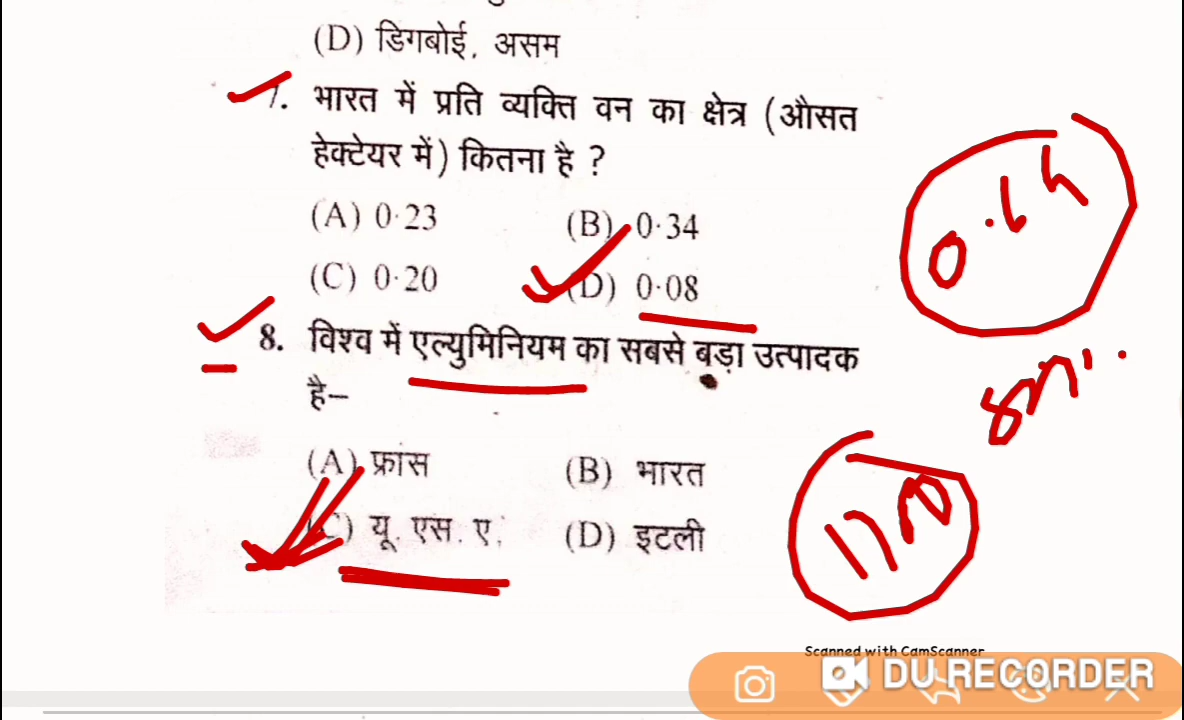 (D) डिगबोई, असम
7. भारत में प्रति व्यक्ति वन का क्षेत्र (औसत
हेक्टेयर में) कितना है ?
(A) 0·23 (B) 0·34
(C) 0·20 (D) 0·08
0.64
8. विश्व में एल्युमिनियम का सबसे बड़ा उत्पादक
है–
(A) फ्रांस (B) भारत
(C) यू. एस. ए. (D) इटली
Scanned with CamScanner
DU RECORDER